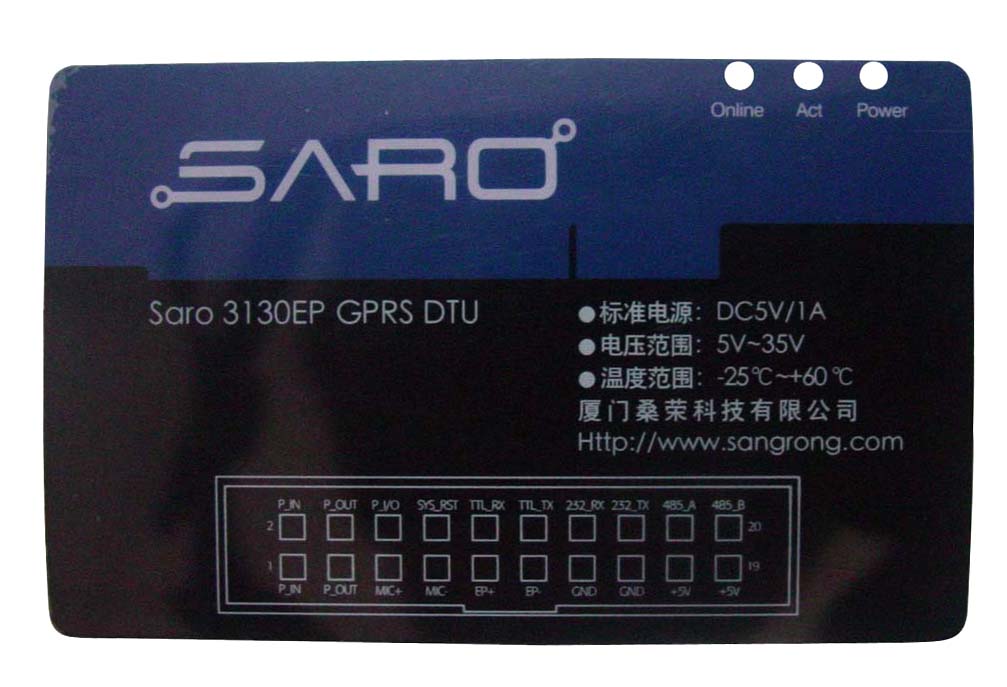 Online Act Power
SARO
Saro 3130EP GPRS DTU
●标准电源：DC5V/1A
●电压范围：5V~35V
●温度范围：-25℃~+60℃
厦门桑荣科技有限公司
Http://www.sangrong.com
P_IN P_OUT P_I/O SYS_RST TTL_RX TTL_TX 232_RX 232_TX 485_A 485_B
2 20
1 19
P_IN P_OUT MIC+ MIC- EP+ EP- GND GND +5V +5V